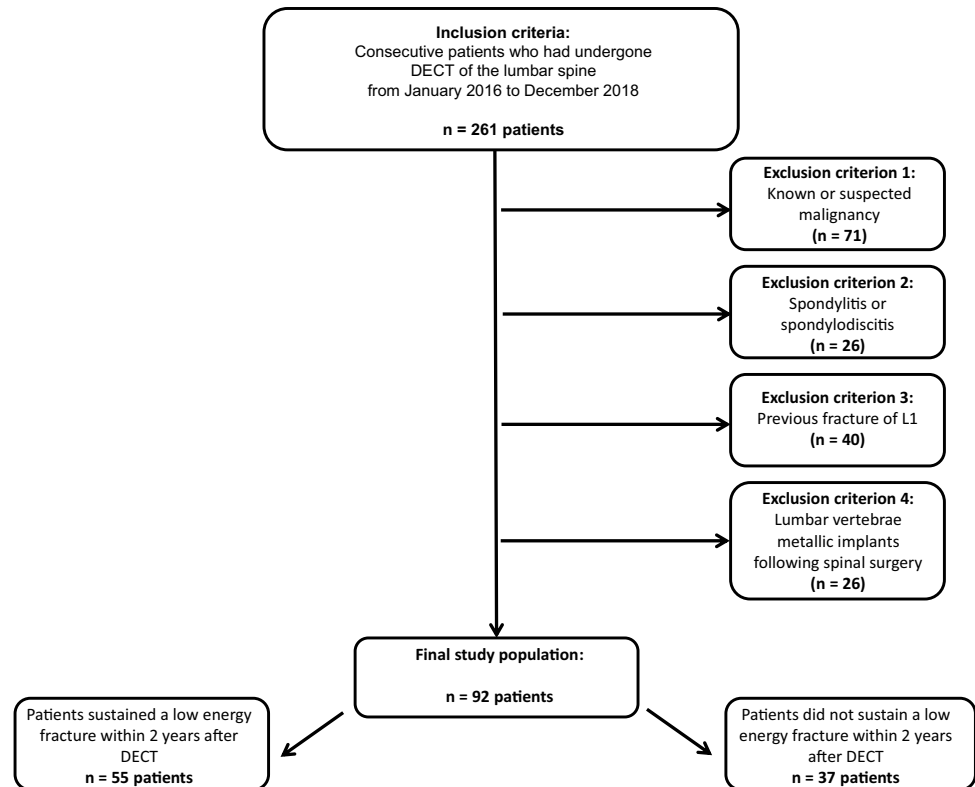 Inclusion criteria:
Consecutive patients who had undergone
DECT of the lumbar spine
from January 2016 to December 2018
n = 261 patients
Exclusion criterion 1:
Known or suspected
malignancy
(n = 71)
Exclusion criterion 2:
Spondylitis or
spondylodiscitis
(n = 26)
Exclusion criterion 3:
Previous fracture of L1
(n = 40)
Exclusion criterion 4:
Lumbar vertebrae
metallic implants
following spinal surgery
(n = 26)
Final study population:
n = 92 patients
Patients sustained a low energy
fracture within 2 years after
DECT
n = 55 patients
Patients did not sustain a low
energy fracture within 2 years
after DECT
n = 37 patients